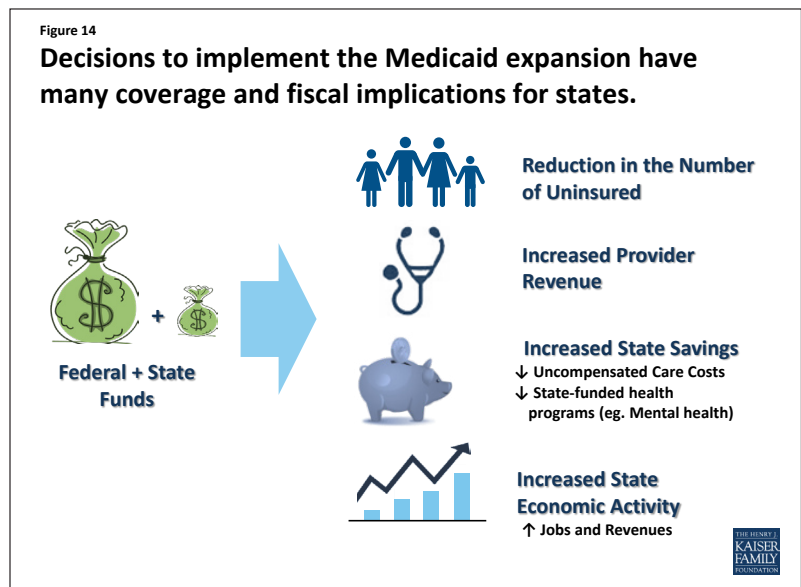 Figure 14
Decisions to implement the Medicaid expansion have
many coverage and fiscal implications for states.
Reduction in the Number
of Uninsured
$
+
$
Federal + State
Funds
Increased Provider
Revenue
Increased State Savings
↓ Uncompensated Care Costs
↓ State-funded health
programs (eg. Mental health)
Increased State
Economic Activity
↑ Jobs and Revenues
THE HENRY J.
KAISER
FAMILY
FOUNDATION